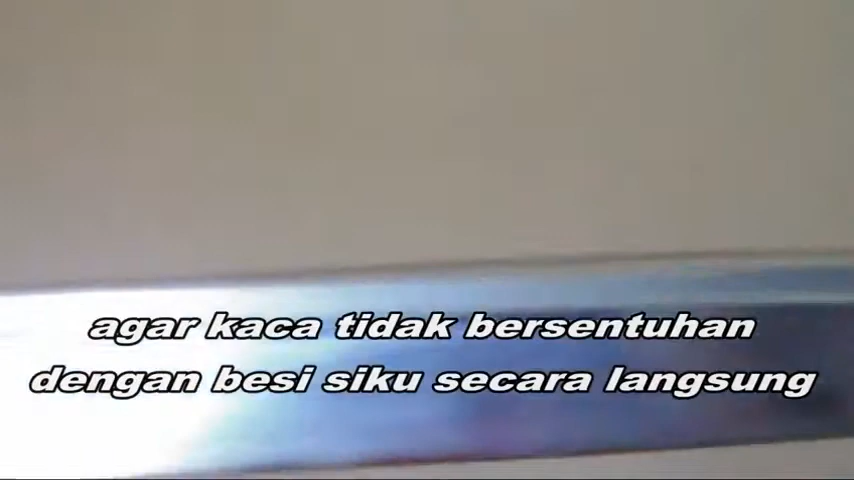 agar kaca tidak bersentuhan
dengan besi siku secara langsung